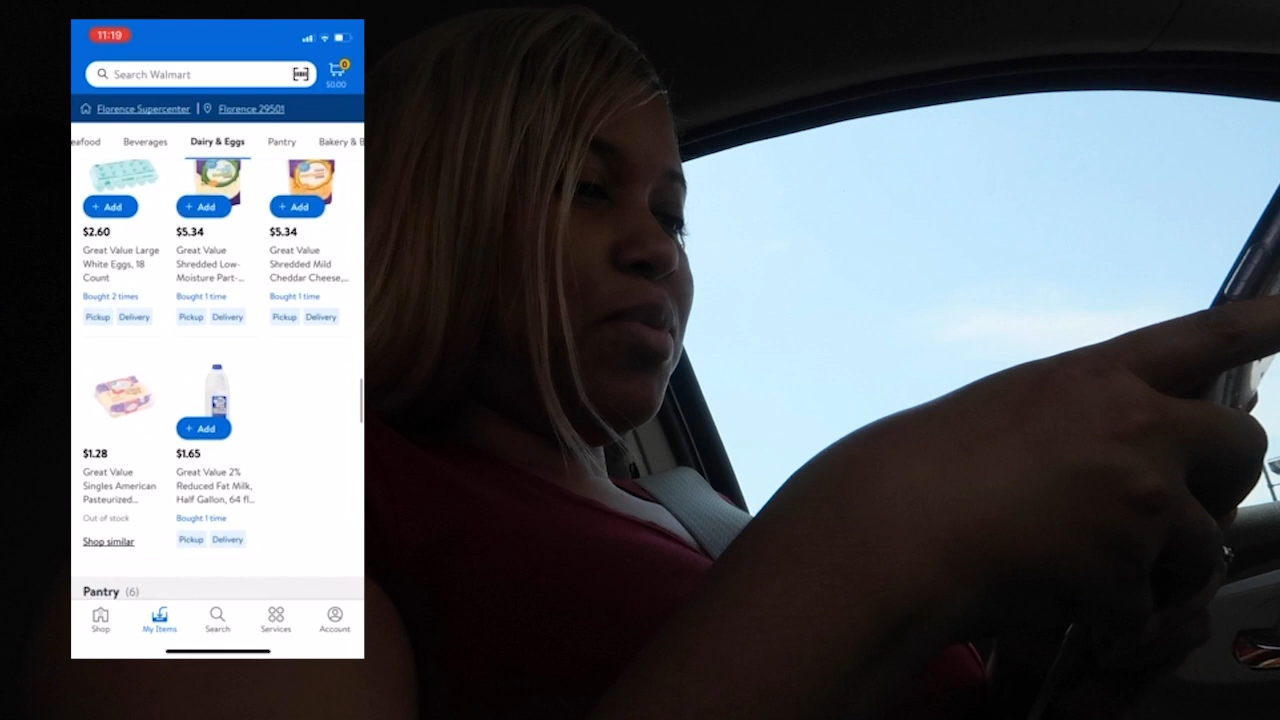 11:19
Search Walmart
0
$0.00
Florence Supercenter | Florence 29501
eafood Beverages Dairy & Eggs Pantry Bakery & B
+ Add + Add + Add
$2.60 $5.34 $5.34
Great Value Large Great Value Great Value
White Eggs, 18 Shredded Low- Shredded Mild
Count Moisture Part-... Cheddar Cheese,...
Bought 2 times Bought 1 time Bought 1 time
Pickup Delivery Pickup Delivery Pickup Delivery
+ Add
$1.28 $1.65
Great Value Great Value 2%
Singles American Reduced Fat Milk,
Pasteurized... Half Gallon, 64 fl...
Out of stock Bought 1 time
Shop similar Pickup Delivery
Pantry (6)
Shop My Items Search Services Account